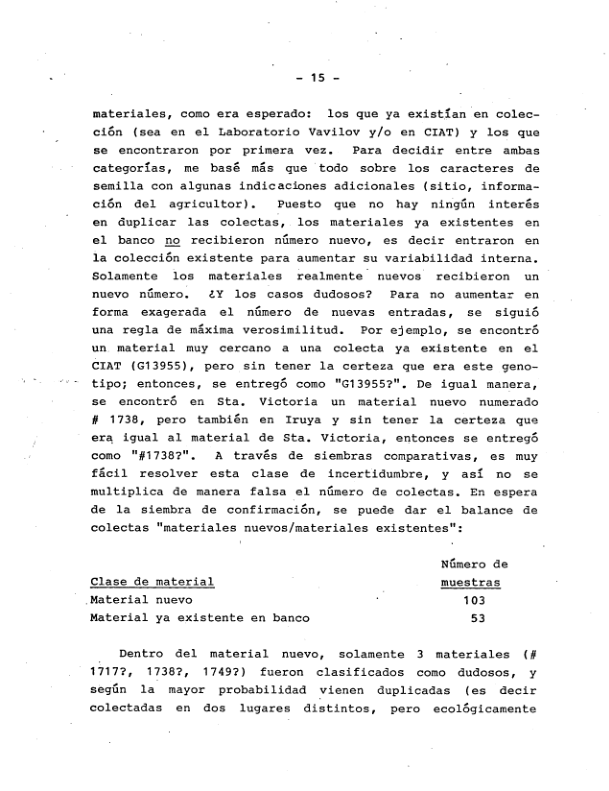 - 15 -
materiales, como era esperado: los que ya existían en colec-
ción (sea en el Laboratorio Vavilov y/o en CIAT) y los que
se encontraron por primera vez. Para decidir entre ambas
categorías, me basé más que todo sobre los caracteres de
semilla con algunas indicaciones adicionales (sitio, informa-
ción del agricultor). Puesto que no hay ningún interés
en duplicar las colectas, los materiales ya existentes en
el banco no recibieron número nuevo, es decir entraron en
la colección existente para aumentar su variabilidad interna.
Solamente los materiales realmente nuevos recibieron un
nuevo número. ¿Y los casos dudosos? Para no aumentar en
forma exagerada el número de nuevas entradas, se siguió
una regla de máxima verosimilitud. Por ejemplo, se encontró
un material muy cercano a una colecta ya existente en el
CIAT (G13955), pero sin tener la certeza que era este geno-
tipo; entonces, se entregó como "G13955?". De igual manera,
se encontró en Sta. Victoria un material nuevo numerado
# 1738, pero también en Iruya y sin tener la certeza que
era igual al material de Sta. Victoria, entonces se entregó
como "#1738?". A través de siembras comparativas, es muy
fácil resolver esta clase de incertidumbre, y así no se
multiplica de manera falsa el número de colectas. En espera
de la siembra de confirmación, se puede dar el balance de
colectas "materiales nuevos/materiales existentes":
Número de
Clase de material muestras
Material nuevo 103
Material ya existente en banco 53
Dentro del material nuevo, solamente 3 materiales (#
1717?, 1738?, 1749?) fueron clasificados como dudosos, y
según la mayor probabilidad vienen duplicadas (es decir
colectadas en dos lugares distintos, pero ecológicamente